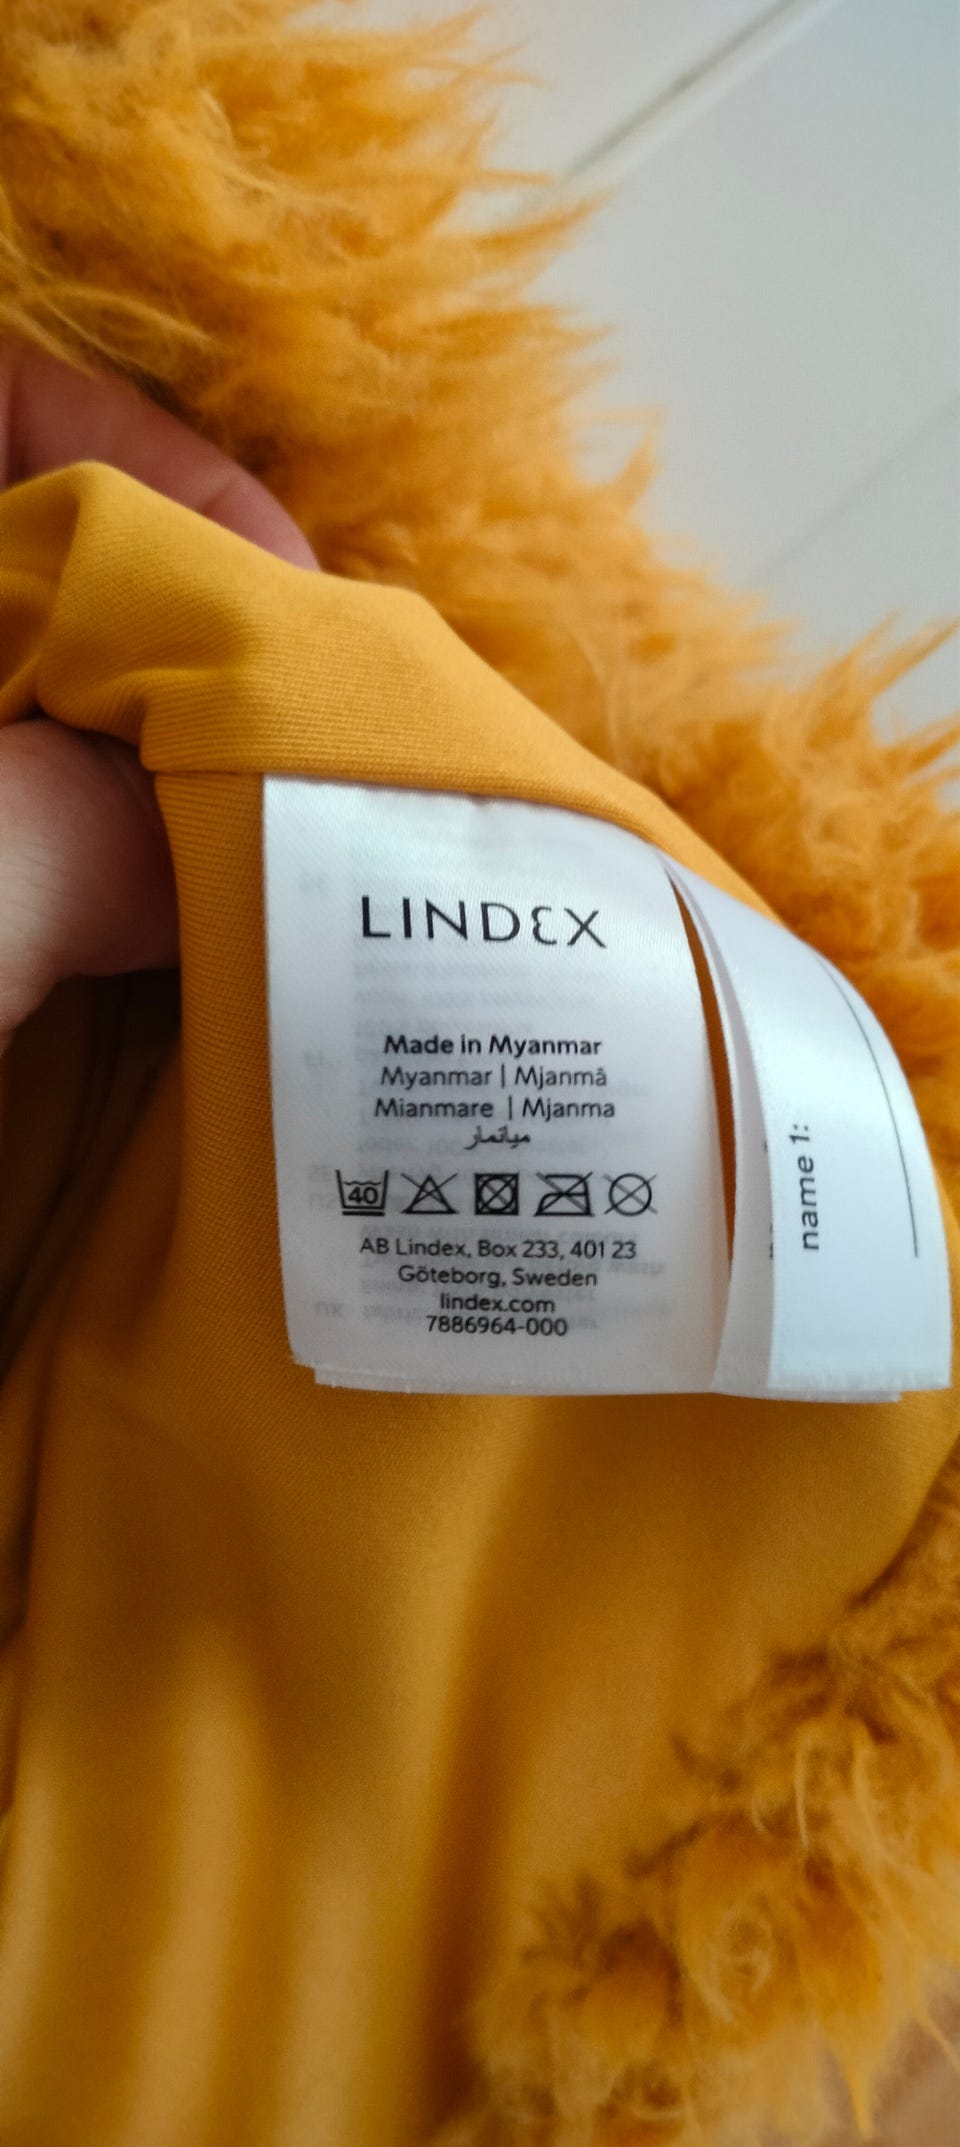 LINDEX
Made in Myanmar
Myanmar | Mjanmā
Mianmare | Mjanma
ميانمار
40
AB Lindex, Box 233, 401 23
Göteborg, Sweden
lindex.com
7886964-000
name 1: